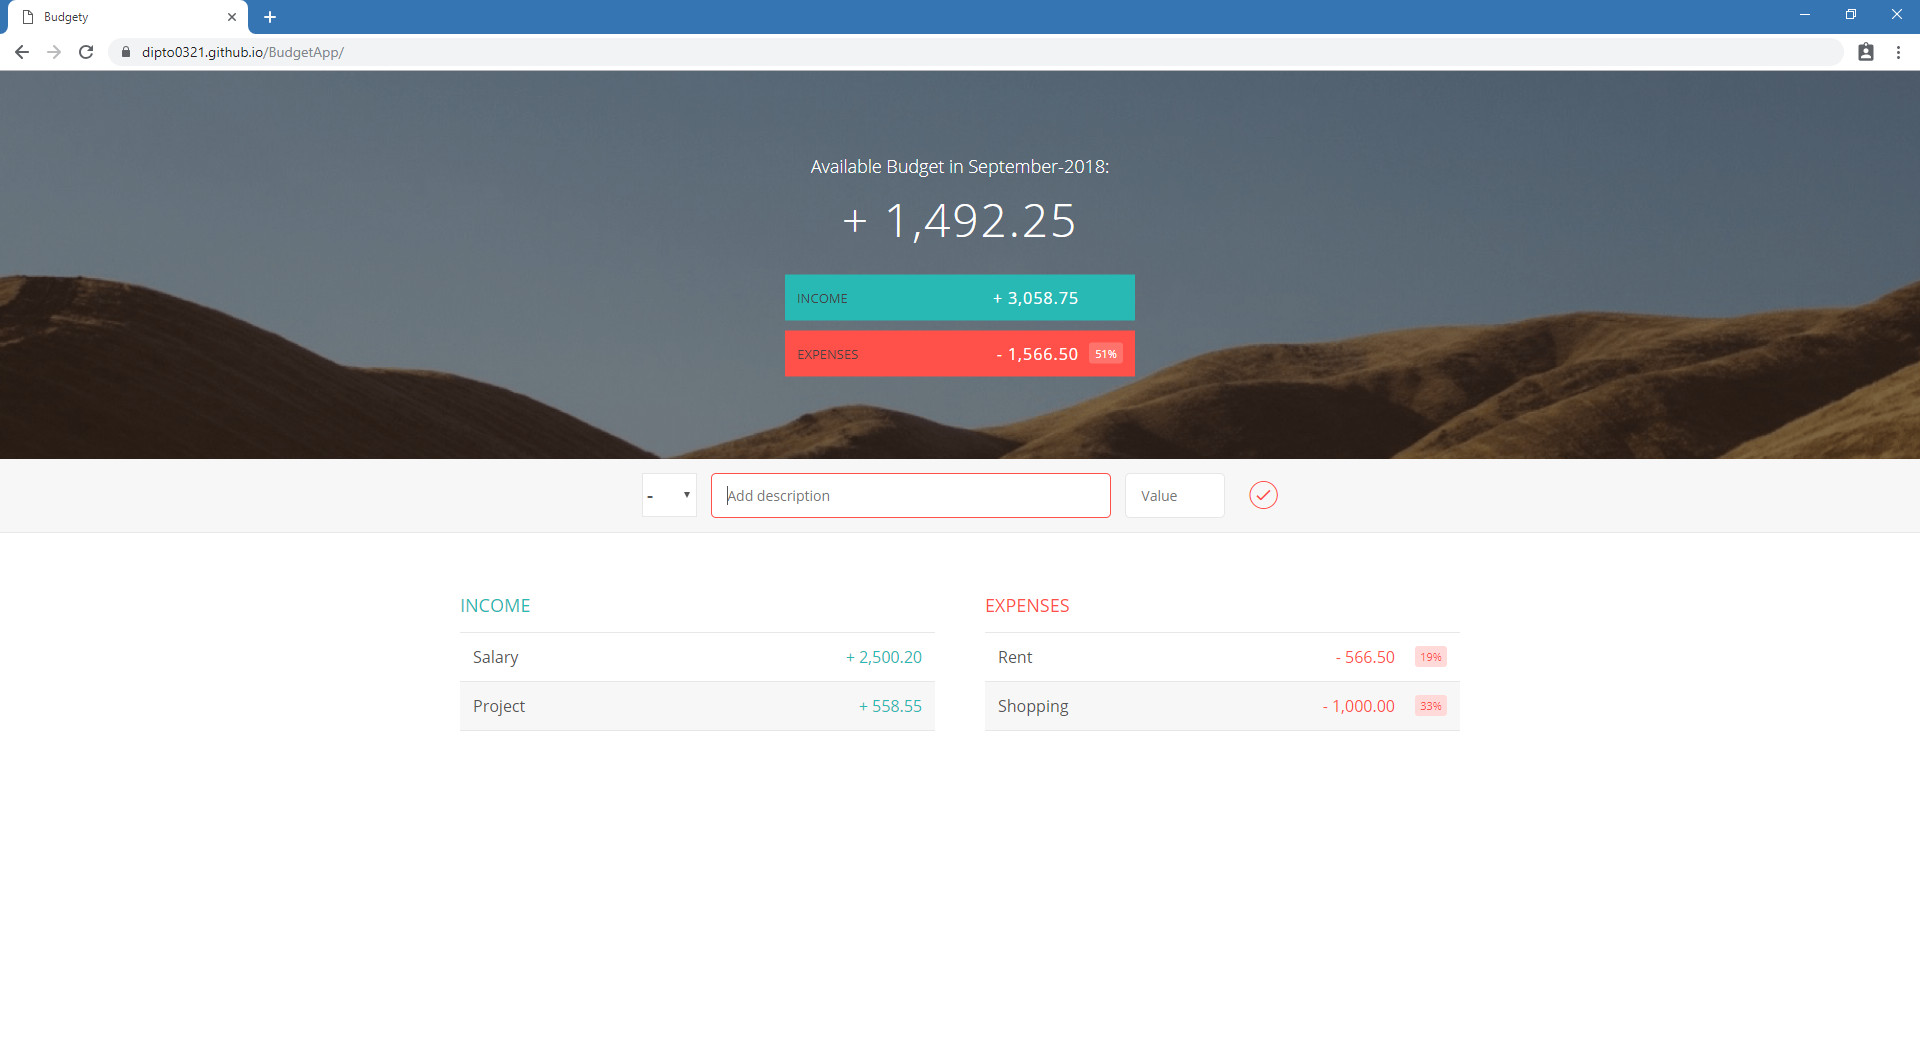 Budgety
dipto0321.github.io/BudgetApp/
Available Budget in September-2018:
+ 1,492.25
INCOME + 3,058.75
EXPENSES - 1,566.50 51%
- Add description Value
INCOME
Salary + 2,500.20
Project + 558.55
EXPENSES
Rent - 566.50 19%
Shopping - 1,000.00 33%